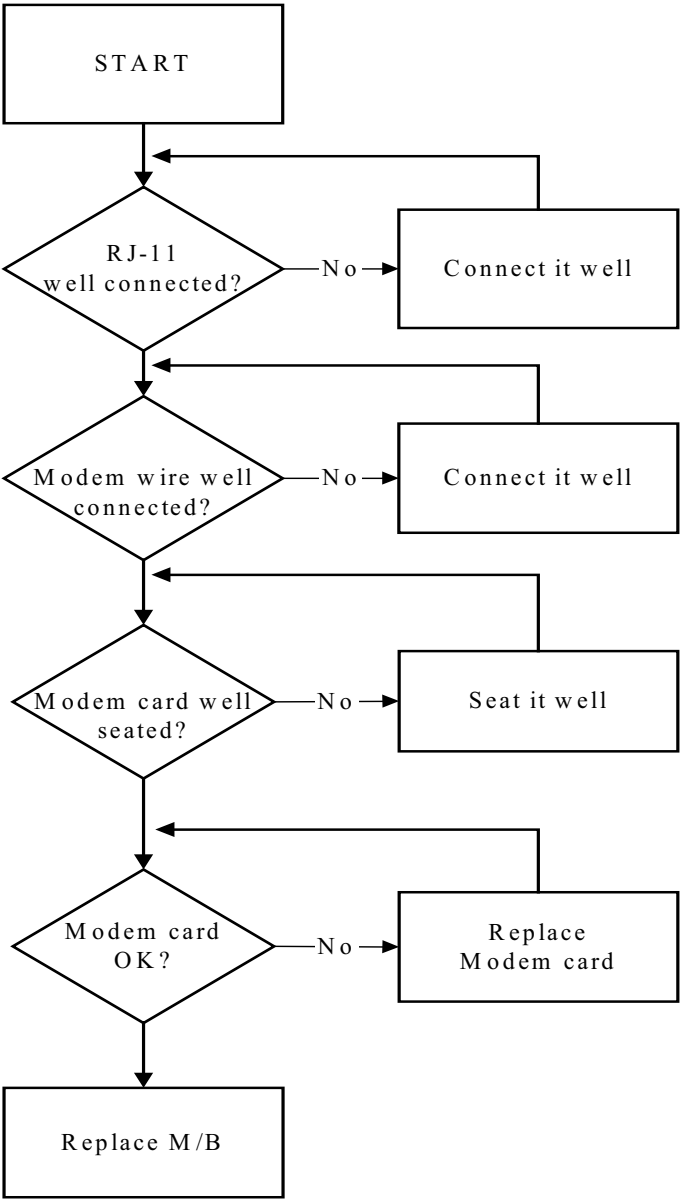 START
RJ-11
well connected?
No
Connect it well
Modem wire well
connected?
No
Connect it well
Modem card well
seated?
No
Seat it well
Modem card
OK?
No
Replace
Modem card
Replace M/B